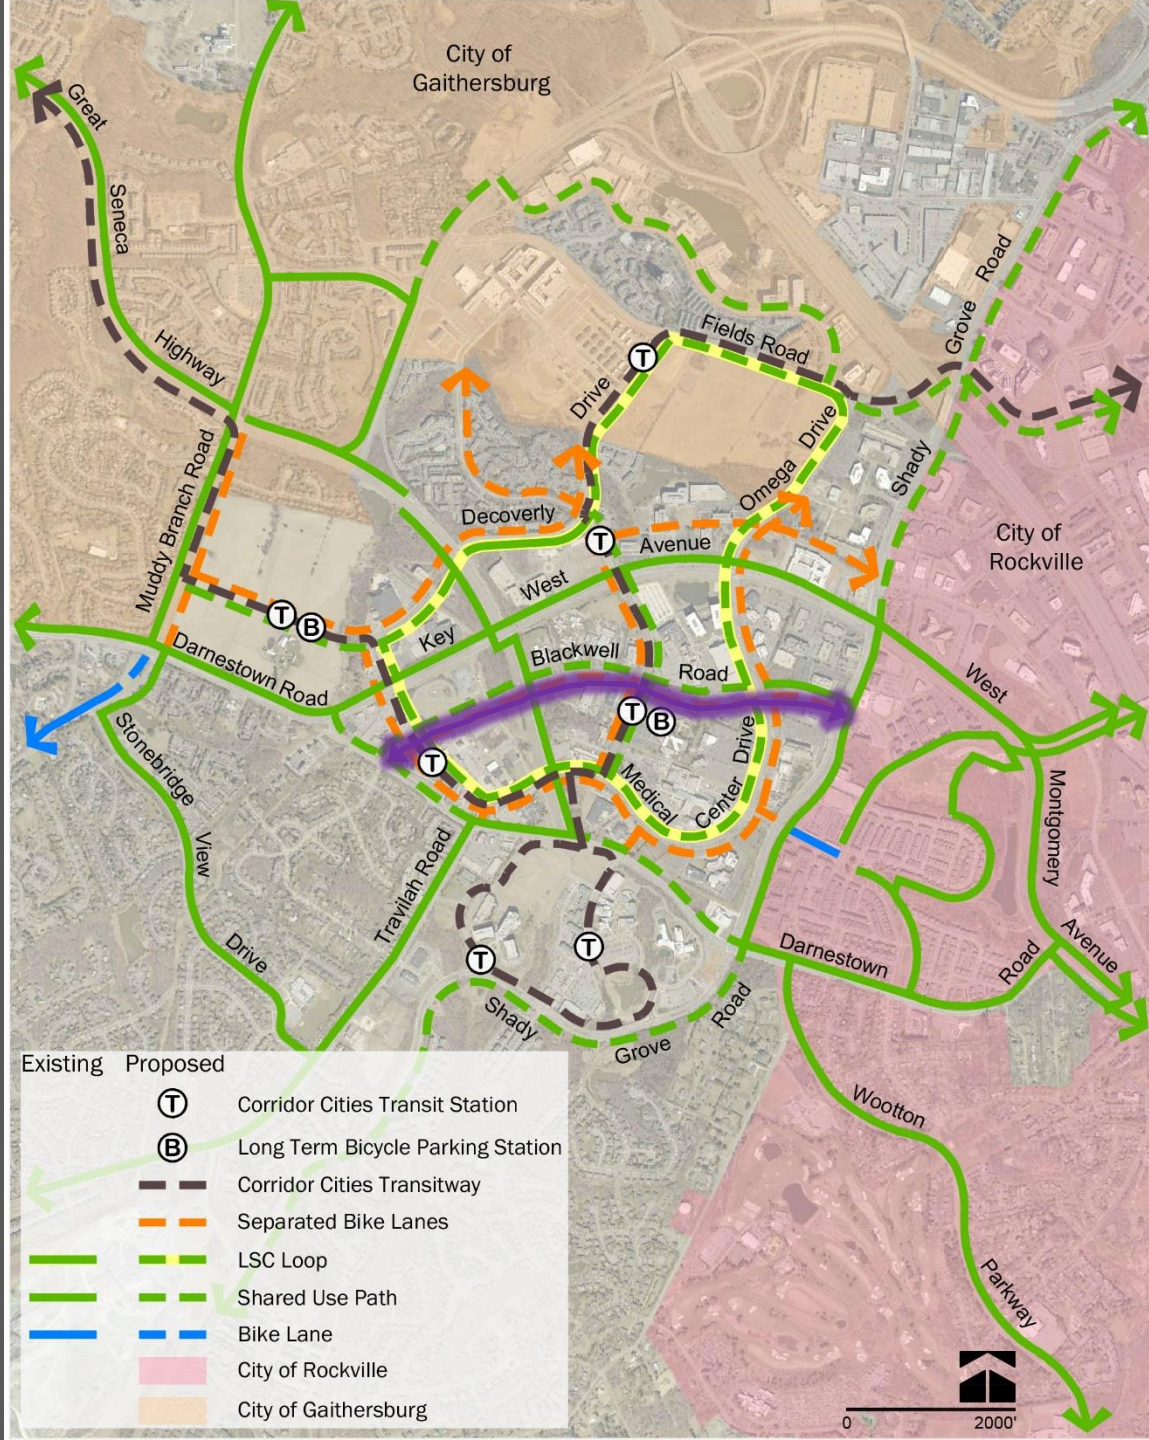 City of
Gaithersburg
Great
Seneca
Highway
Grove Road
Fields Road
Drive
Omega Drive
Shady
City of
Rockville
Muddy Branch Road
Decoverly
T
T
Avenue
West
T B
Key
Blackwell
Road
West
Darnestown Road
T B
T
Stonebridge
View
Drive
Medical
Center Drive
Montgomery
Avenue
Travilah Road
T
T
Darnestown
Road
Shady
Grove
Road
Wootton
Parkway
Existing Proposed
T Corridor Cities Transit Station
B Long Term Bicycle Parking Station
Corridor Cities Transitway
Separated Bike Lanes
LSC Loop
Shared Use Path
Bike Lane
City of Rockville
City of Gaithersburg
0 2000'